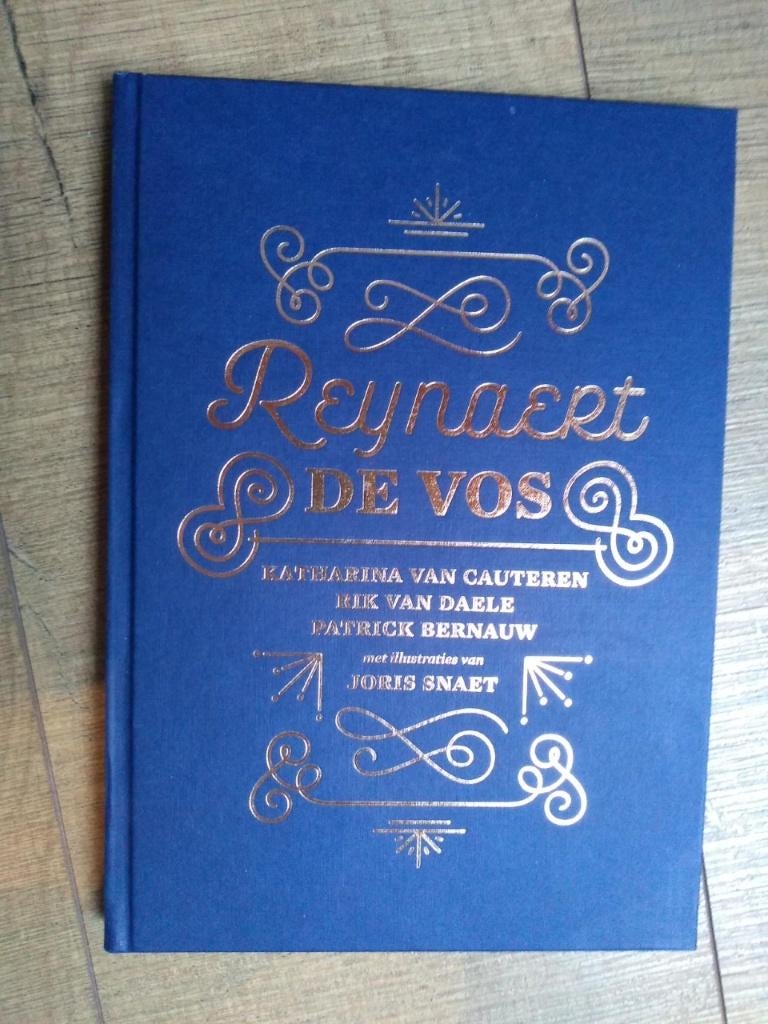 Reynaert
DE VOS
KATHARINA VAN CAUTEREN
RIK VAN DAELE
PATRICK BERNAUW
met illustraties van
JORIS SNAET